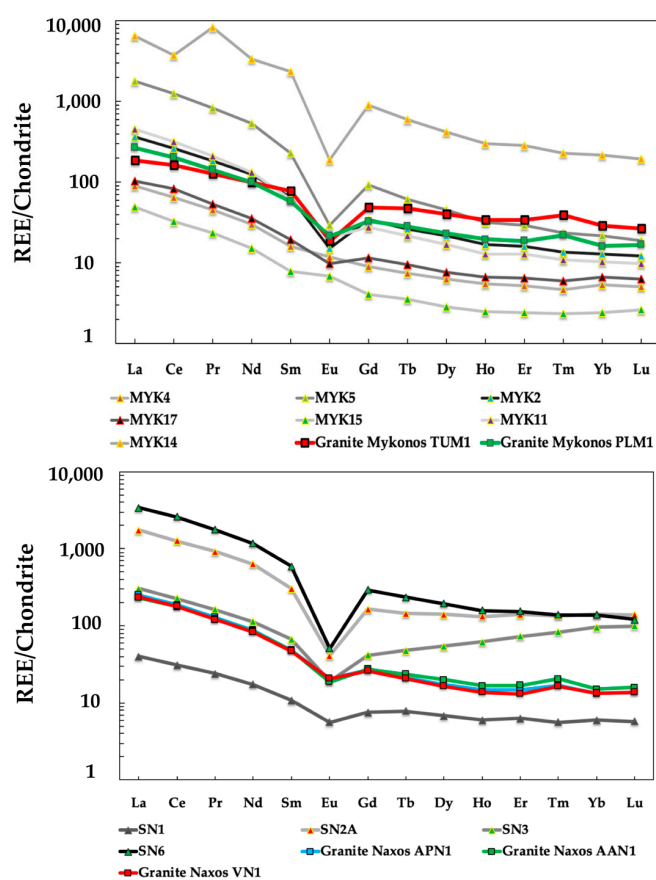 10,000
1,000
100
10
1
REE/Chondrite
La Ce Pr Nd Sm Eu Gd Tb Dy Ho Er Tm Yb Lu
MYK4 MYK5 MYK2
MYK17 MYK15 MYK11
MYK14 Granite Mykonos TUM1 Granite Mykonos PLM1
10,000
1,000
100
10
1
REE/Chondrite
La Ce Pr Nd Sm Eu Gd Tb Dy Ho Er Tm Yb Lu
SN1 SN2A SN3
SN6 Granite Naxos APN1 Granite Naxos AAN1
Granite Naxos VN1